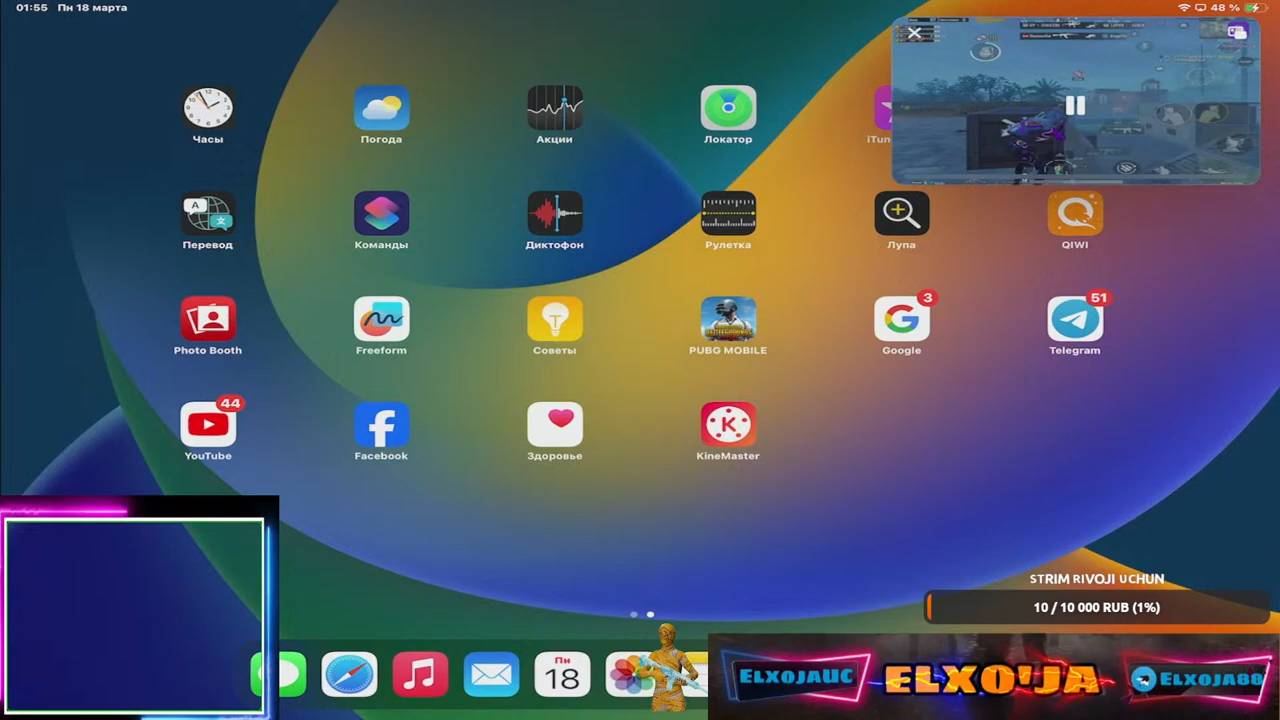 01:55 Пн 18 марта
48 %
Часы
Погода
Акции
Локатор
iTun
Перевод
Команды
Диктофон
Рулетка
Лупа
QIWI
3
51
Photo Booth
Freeform
Советы
PUBG MOBILE
Google
Telegram
44
YouTube
Facebook
Здоровье
KineMaster
STRIM RIVOJI UCHUN
10 / 10 000 RUB (1%)
Пн
18
ELXOJAUC
ELXO'JA
ELXOJA88